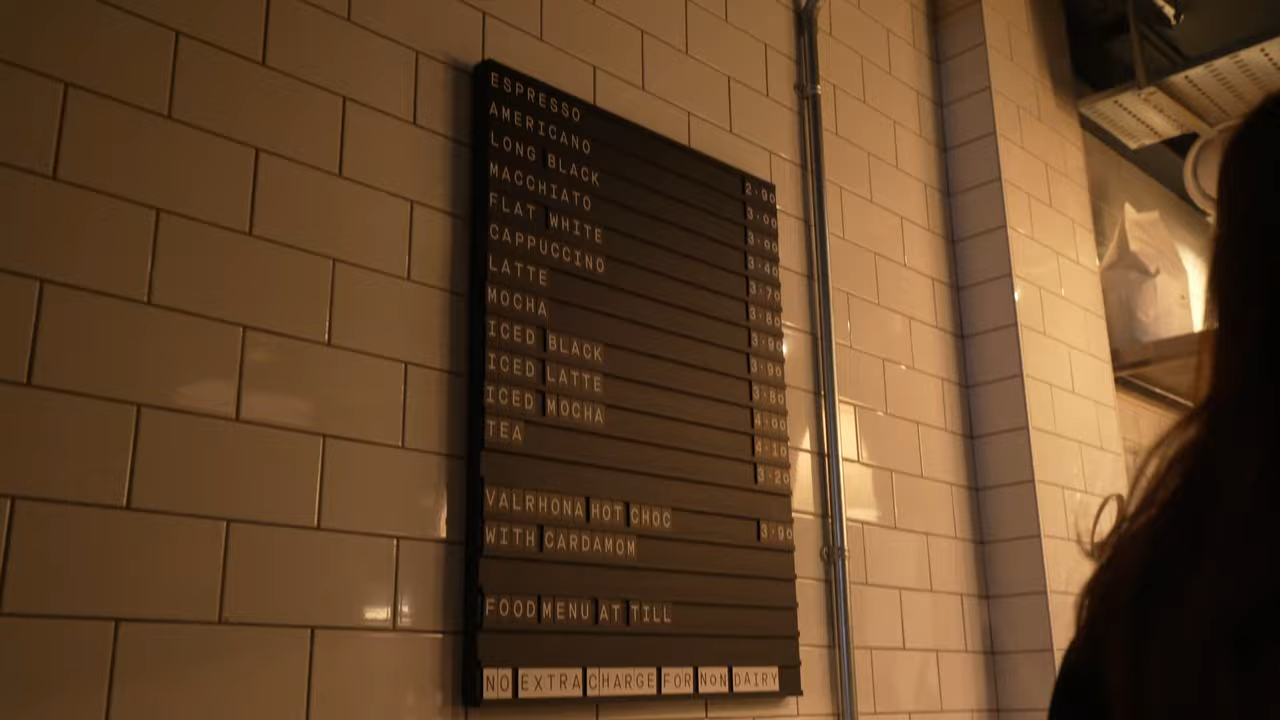 ESPRESSO 2·90
AMERICANO 3·00
LONG BLACK 3·00
MACCHIATO 3·40
FLAT WHITE 3·70
CAPPUCCINO 3·80
LATTE 3·90
MOCHA 3·90
ICED BLACK 3·80
ICED LATTE 4·00
ICED MOCHA 4·10
TEA 3·20
VALRHONA HOT CHOC 3·90
WITH CARDAMOM
FOOD MENU AT TILL
NO EXTRA CHARGE FOR NON DAIRY